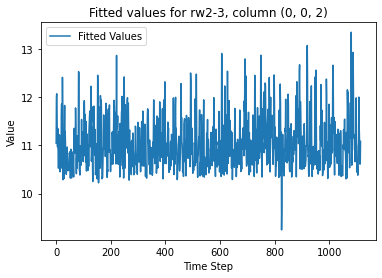 Fitted values for rw2-3, column (0, 0, 2)
Fitted Values
13
12
11
10
Value
0
200
400
600
800
1000
Time Step